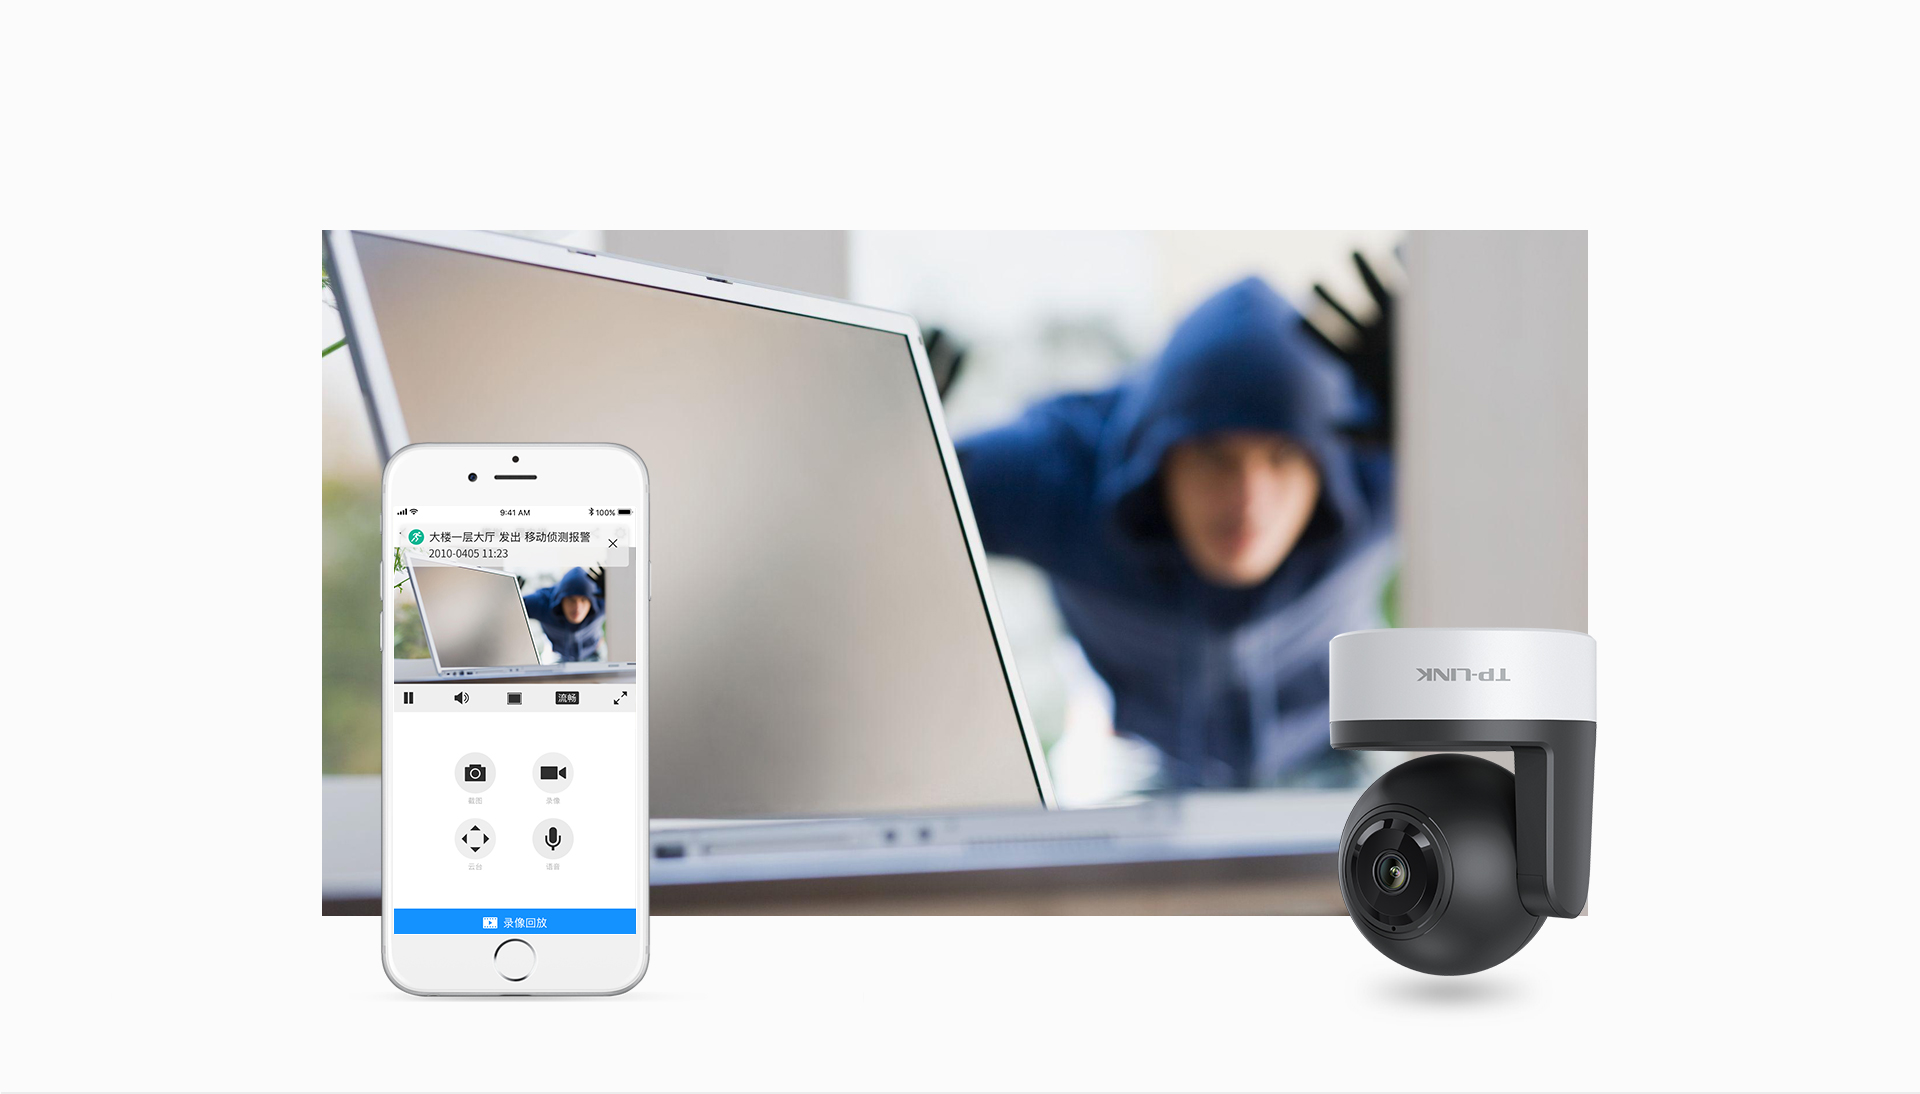 9:41 AM
100%
大楼一层大厅 发出 移动侦测报警
2010-0405 11:23
流畅
截图
录像
云台
语音
录像回放
TP-LINK